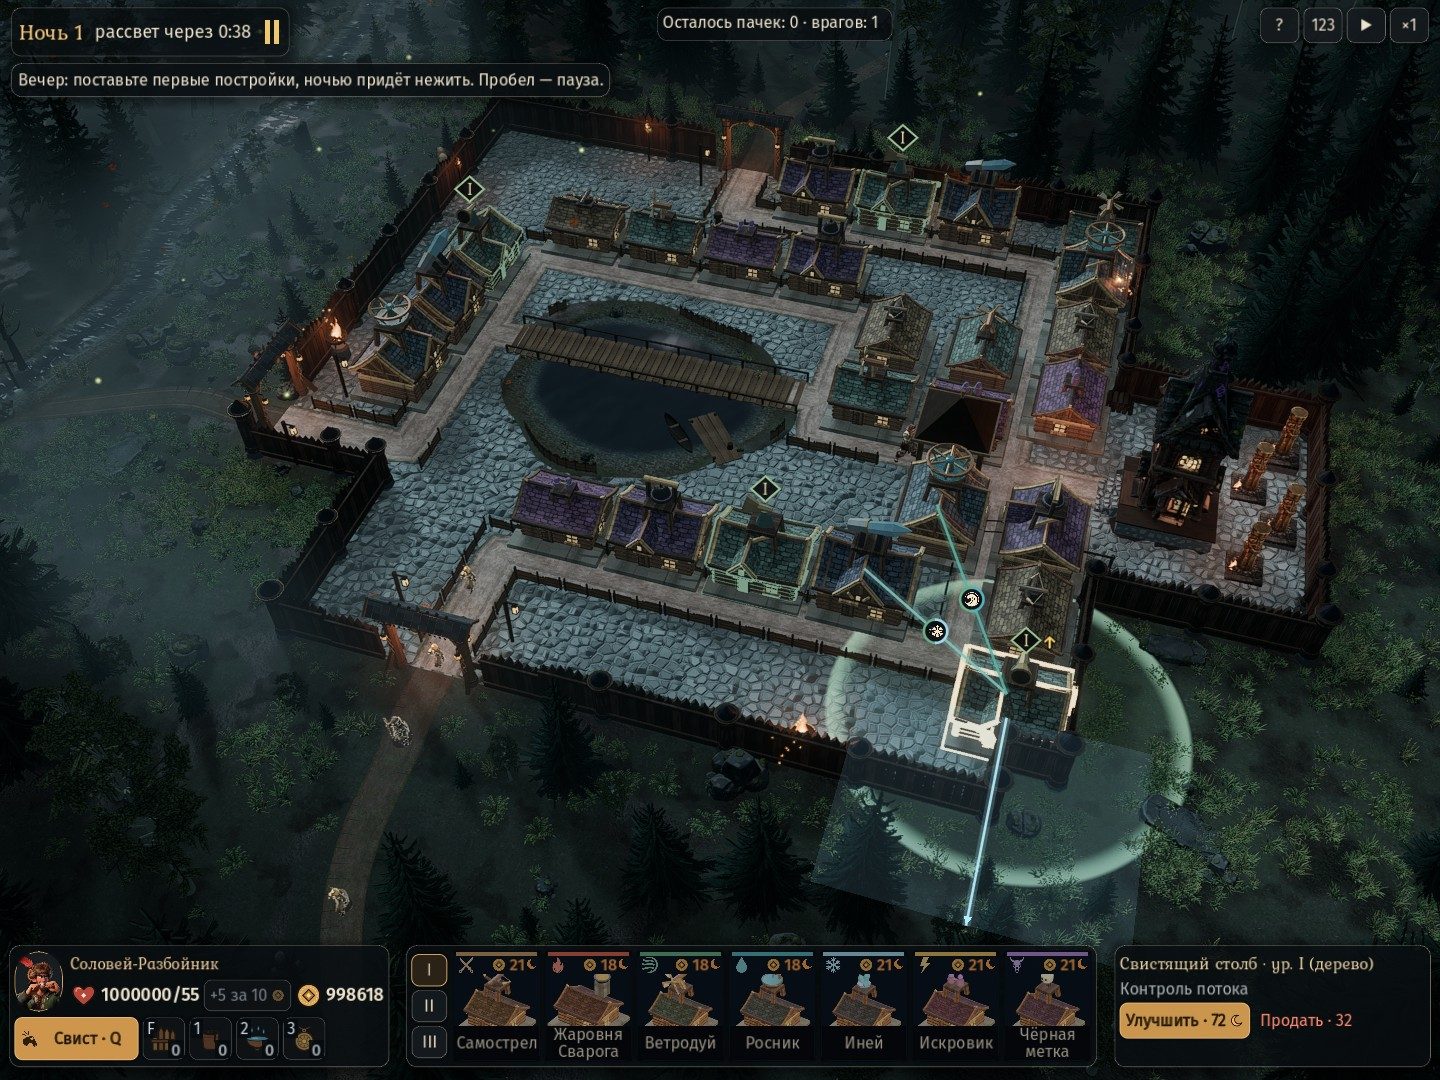 Ночь 1 рассвет через 0:38
Осталось пачек: 0 · врагов: 1
? 123 ×1
Вечер: поставьте первые постройки, ночью придёт нежить. Пробел — пауза.
I
I
I
I
Соловей-Разбойник
1000000/55 +5 за 10 998618
Свист · Q
F 0
1 0
2 0
3 0
I
II
III
21
18
18
18
21
21
21
Самострел
Жаровня Сварога
Ветродуй
Росник
Иней
Искровик
Чёрная метка
Свистящий столб · ур. I (дерево)
Контроль потока
Улучшить · 72
Продать · 32